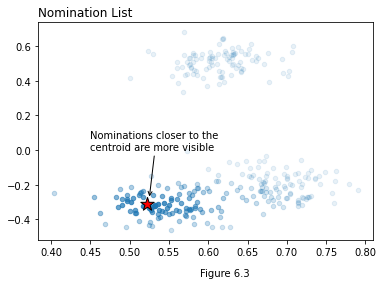 Nomination List
0.6
0.4
0.2
0.0
−0.2
−0.4
Nominations closer to the
centroid are more visible
0.40 0.45 0.50 0.55 0.60 0.65 0.70 0.75 0.80
Figure 6.3